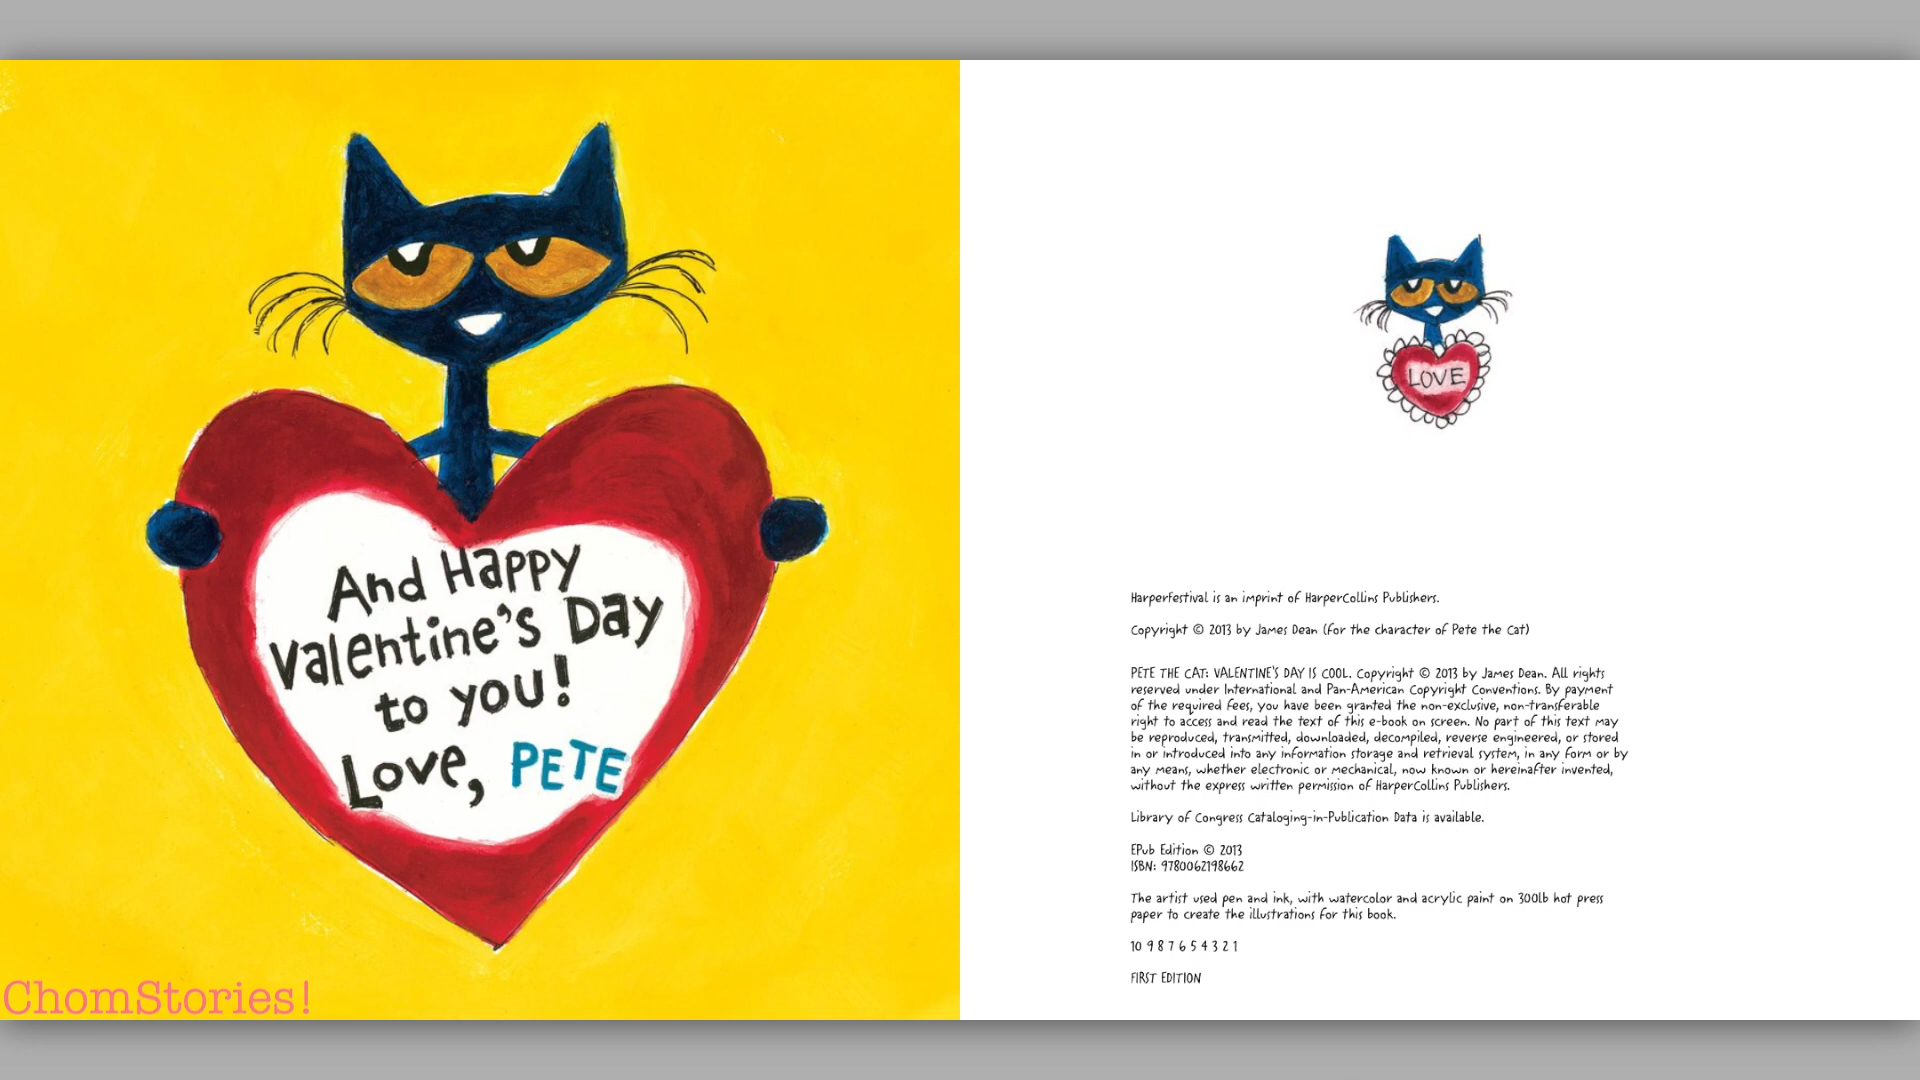 And Happy
Valentine's Day
to you!
Love, PETE
ChomStories!
LOVE
HarperFestival is an imprint of HarperCollins Publishers.
Copyright © 2013 by James Dean (for the character of Pete the Cat)
PETE THE CAT: VALENTINE'S DAY IS COOL. Copyright © 2013 by James Dean. All rights
reserved under International and Pan-American Copyright Conventions. By payment
of the required fees, you have been granted the non-exclusive, non-transferable
right to access and read the text of this e-book on screen. No part of this text may
be reproduced, transmitted, downloaded, decompiled, reverse engineered, or stored
in or introduced into any information storage and retrieval system, in any form or by
any means, whether electronic or mechanical, now known or hereinafter invented,
without the express written permission of HarperCollins Publishers.
Library of Congress Cataloging-in-Publication Data is available.
EPub Edition © 2013
ISBN: 9780062198662
The artist used pen and ink, with watercolor and acrylic paint on 300lb hot press
paper to create the illustrations for this book.
10 9 8 7 6 5 4 3 2 1
FIRST EDITION